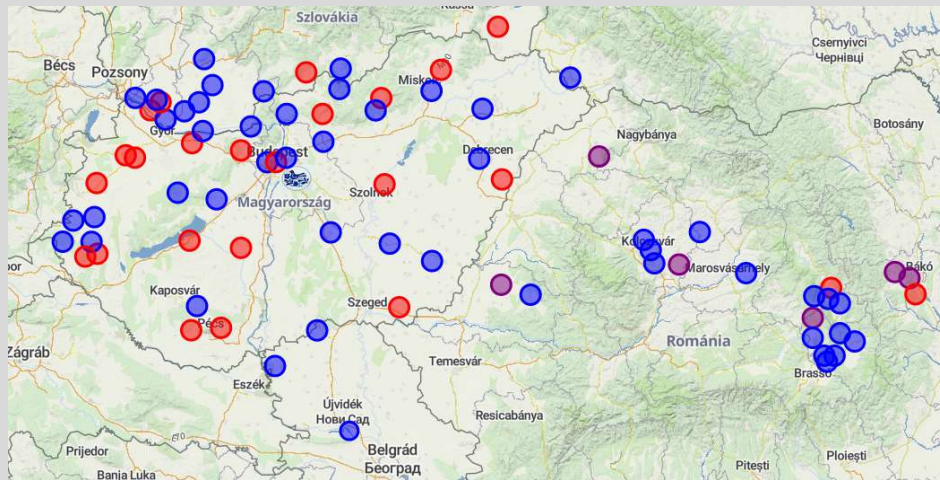 Kassa
Szlovákia
Csernyivci
Чернівці
Bécs
Pozsony
Miskolc
Botosány
Győr
Nagybánya
Budapest
Debrecen
Szolnok
Magyarország
Kolozsvár
Marosvásárhely
Bákó
Kaposvár
Szeged
Pécs
Románia
Zágráb
Temesvár
Brassó
Eszék
Újvidék
Нови Сад
Resicabánya
E70
Prijedor
Belgrád
Београд
Ploiești
Pitești
Banja Luka